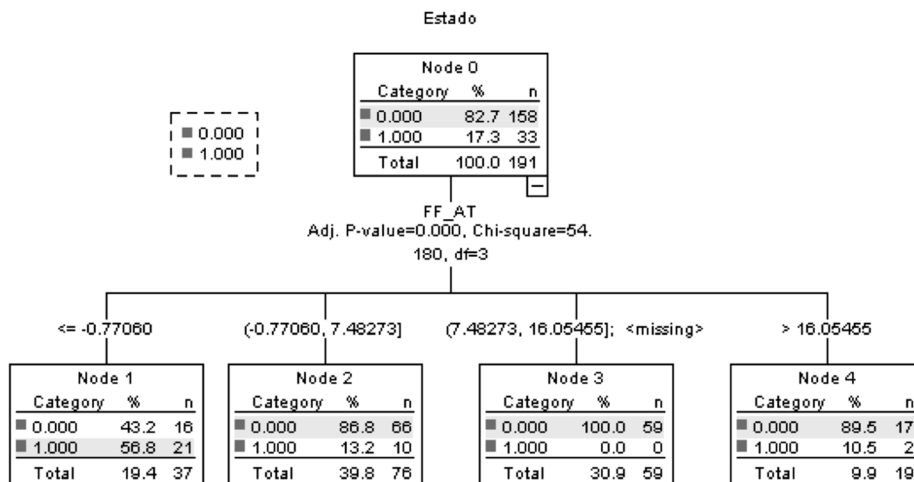 Estado
Node 0
Category % n
0.000 82.7 158
1.000 17.3 33
Total 100.0 191
0.000
1.000
FF_AT
Adj. P-value=0.000, Chi-square=54.
180, df=3
<= -0.77060
(-0.77060, 7.48273]
(7.48273, 16.05455]; <missing>
> 16.05455
Node 1
Category % n
0.000 43.2 16
1.000 56.8 21
Total 19.4 37
Node 2
Category % n
0.000 86.8 66
1.000 13.2 10
Total 39.8 76
Node 3
Category % n
0.000 100.0 59
1.000 0.0 0
Total 30.9 59
Node 4
Category % n
0.000 89.5 17
1.000 10.5 2
Total 9.9 19